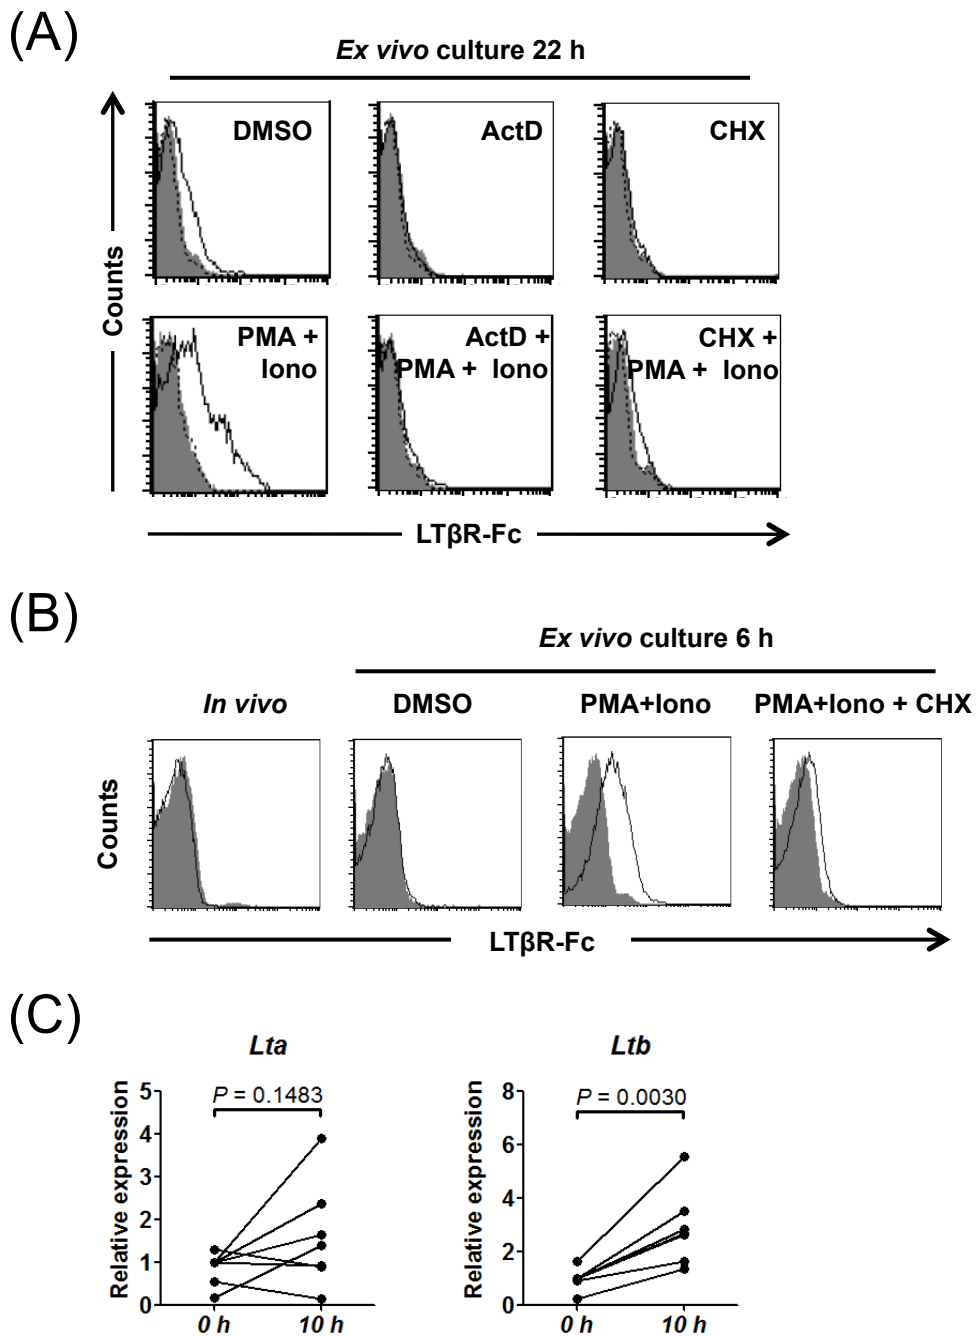 (A)
Ex vivo culture 22 h
DMSO
ActD
CHX
PMA +
Iono
ActD +
PMA + Iono
CHX +
PMA + Iono
Counts
LTβR-Fc
(B)
Ex vivo culture 6 h
In vivo
DMSO
PMA+Iono
PMA+Iono + CHX
Counts
LTβR-Fc
(C)
Lta
P = 0.1483
Relative expression
5
4
3
2
1
0
0 h
10 h
Ltb
P = 0.0030
Relative expression
8
6
4
2
0
0 h
10 h